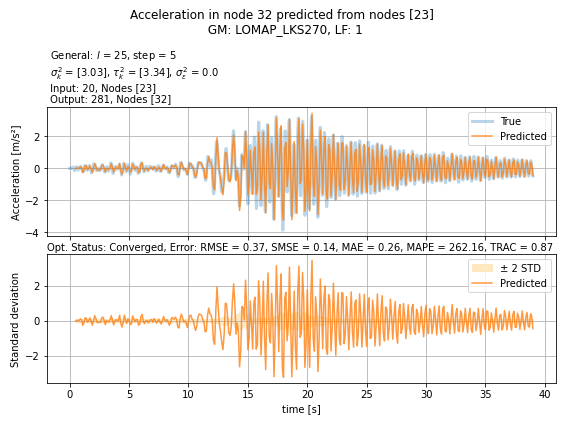 Acceleration in node 32 predicted from nodes [23]
GM: LOMAP_LKS270, LF: 1
General: l = 25, step = 5
σ²ₖ = [3.03], τ²ₖ = [3.34], σ²ₑ = 0.0
Input: 20, Nodes [23]
Output: 281, Nodes [32]
Acceleration [m/s²]
2
0
−2
−4
True
Predicted
Opt. Status: Converged, Error: RMSE = 0.37, SMSE = 0.14, MAE = 0.26, MAPE = 262.16, TRAC = 0.87
Standard deviation
2
0
−2
± 2 STD
Predicted
0 5 10 15 20 25 30 35 40
time [s]